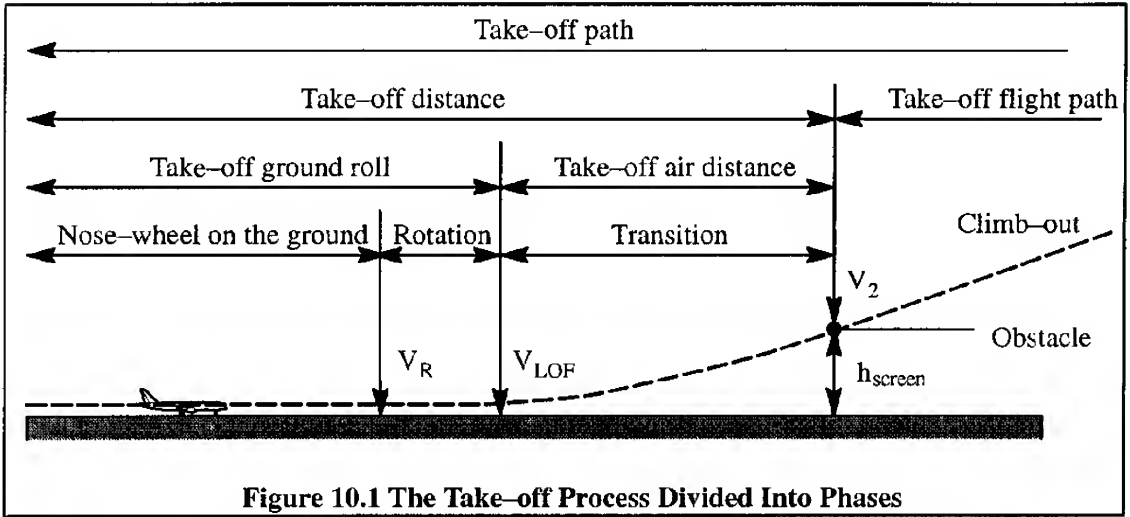 Take–off path
Take–off distance
Take–off flight path
Take–off ground roll
Take–off air distance
Nose–wheel on the ground
Rotation
Transition
Climb–out
V2
Obstacle
VR
VLOF
hscreen
Figure 10.1 The Take–off Process Divided Into Phases